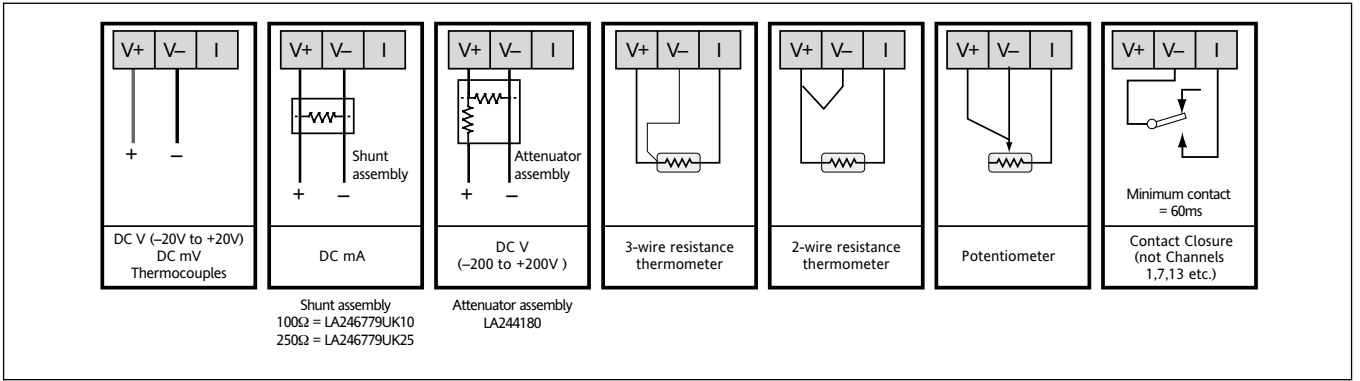 V+ V– I
+ –
DC V (–20V to +20V)
DC mV
Thermocouples
V+ V– I
Shunt
assembly
+ –
DC mA
Shunt assembly
100Ω = LA246779UK10
250Ω = LA246779UK25
V+ V– I
Attenuator
assembly
+ –
DC V
(–200 to +200V )
Attenuator assembly
LA244180
V+ V– I
3-wire resistance
thermometer
V+ V– I
2-wire resistance
thermometer
V+ V– I
Potentiometer
V+ V– I
Minimum contact
= 60ms
Contact Closure
(not Channels
1,7,13 etc.)